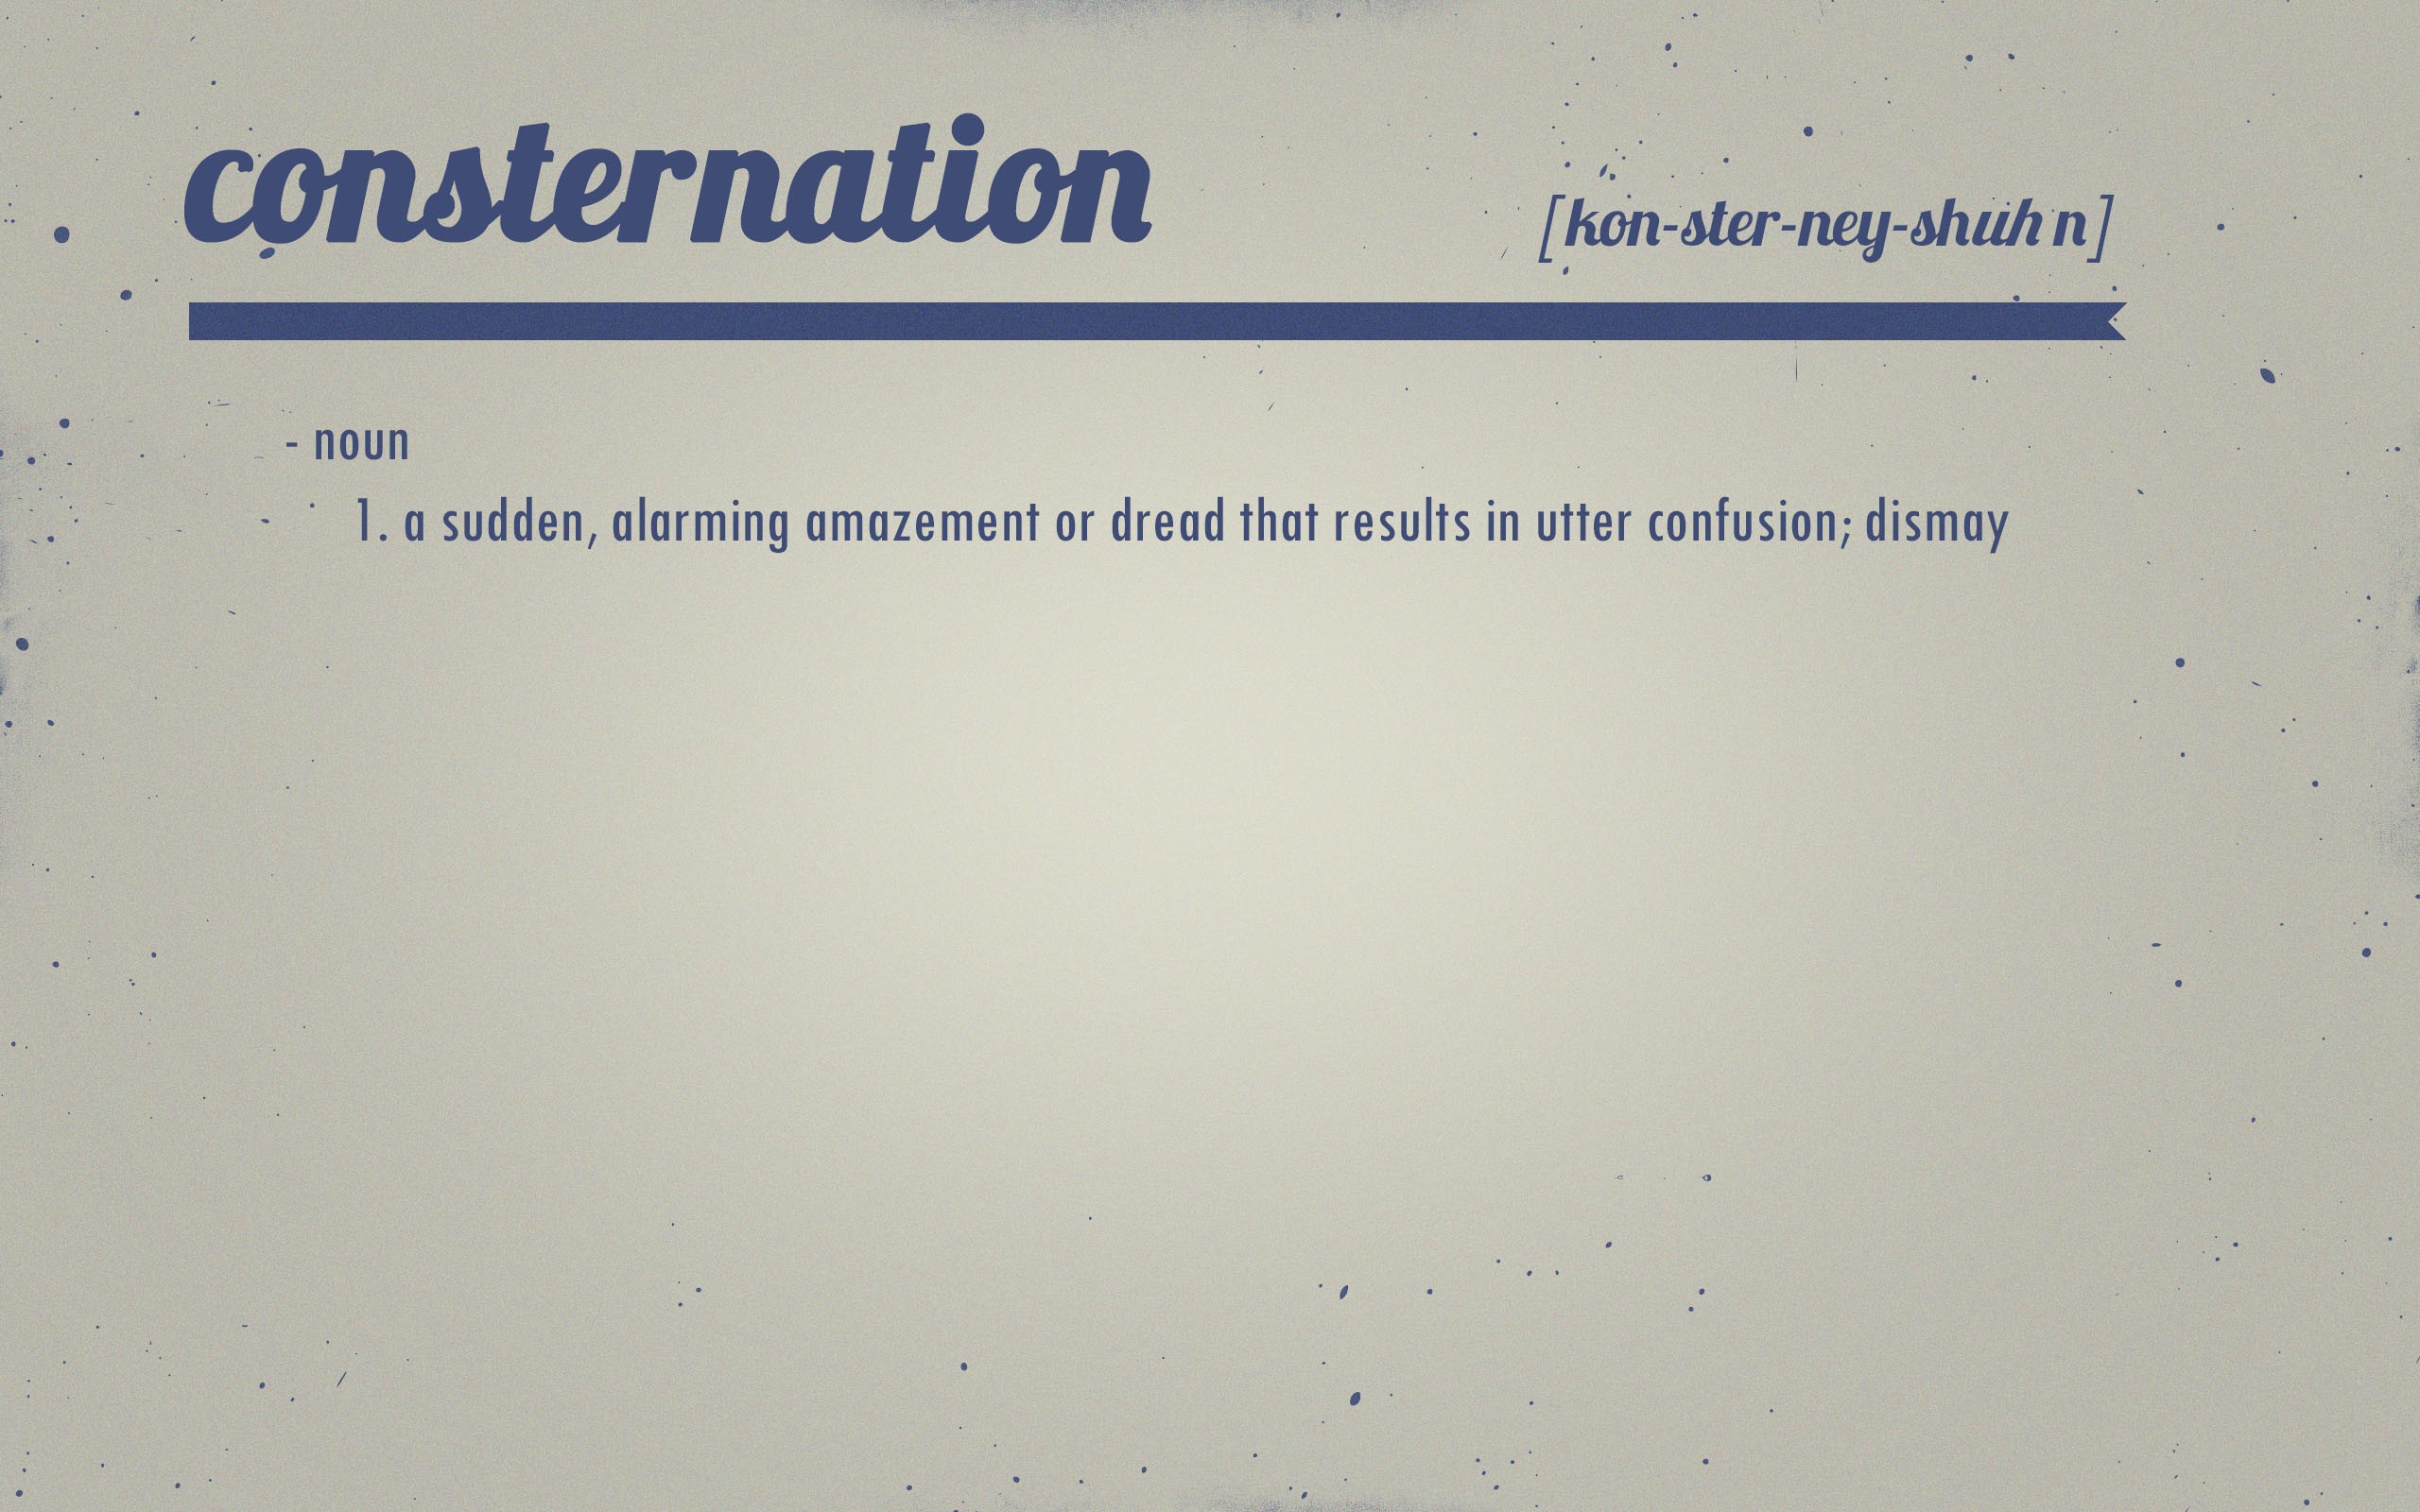 consternation [kon-ster-ney-shuh n]
- noun
1. a sudden, alarming amazement or dread that results in utter confusion; dismay